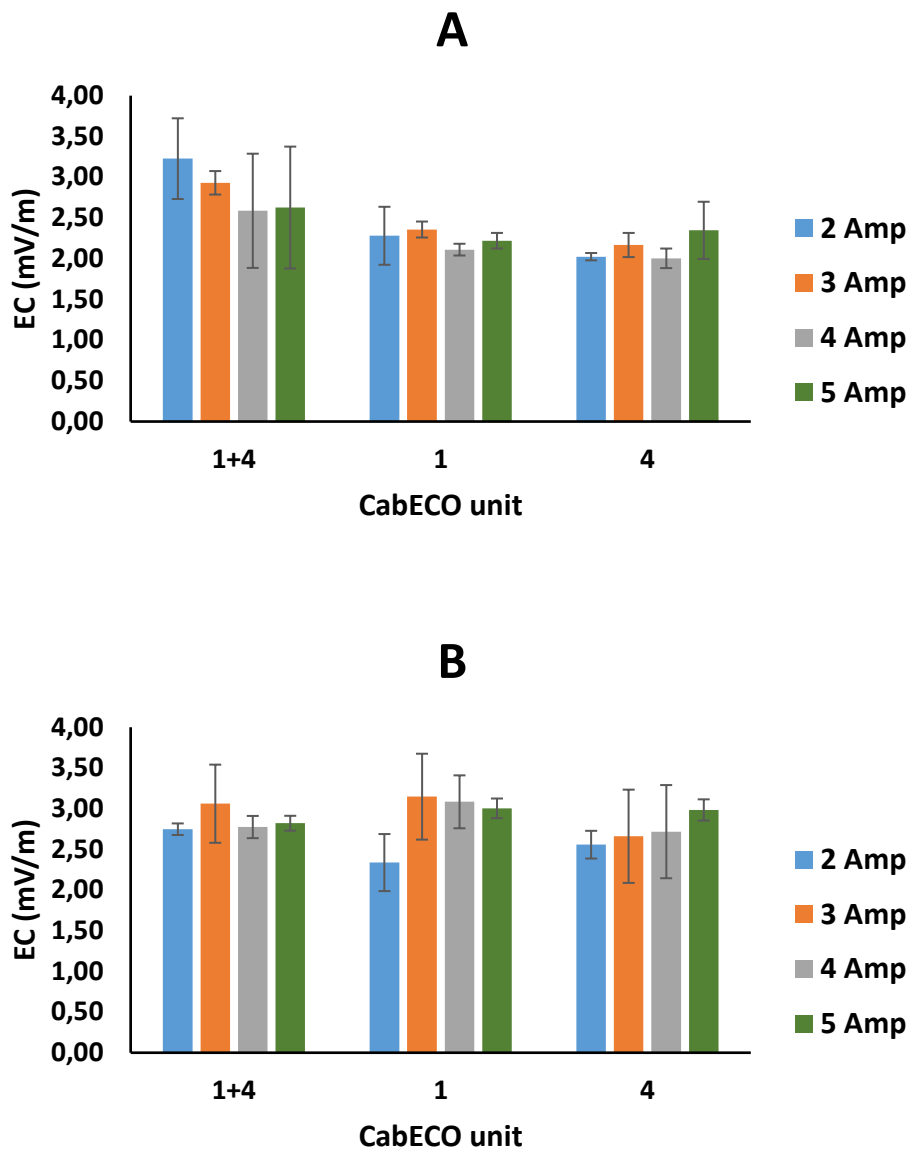 A
EC (mV/m)
4,00
3,50
3,00
2,50
2,00
1,50
1,00
0,50
0,00
1+4 1 4
CabECO unit
2 Amp
3 Amp
4 Amp
5 Amp
B
EC (mV/m)
4,00
3,50
3,00
2,50
2,00
1,50
1,00
0,50
0,00
1+4 1 4
CabECO unit
2 Amp
3 Amp
4 Amp
5 Amp